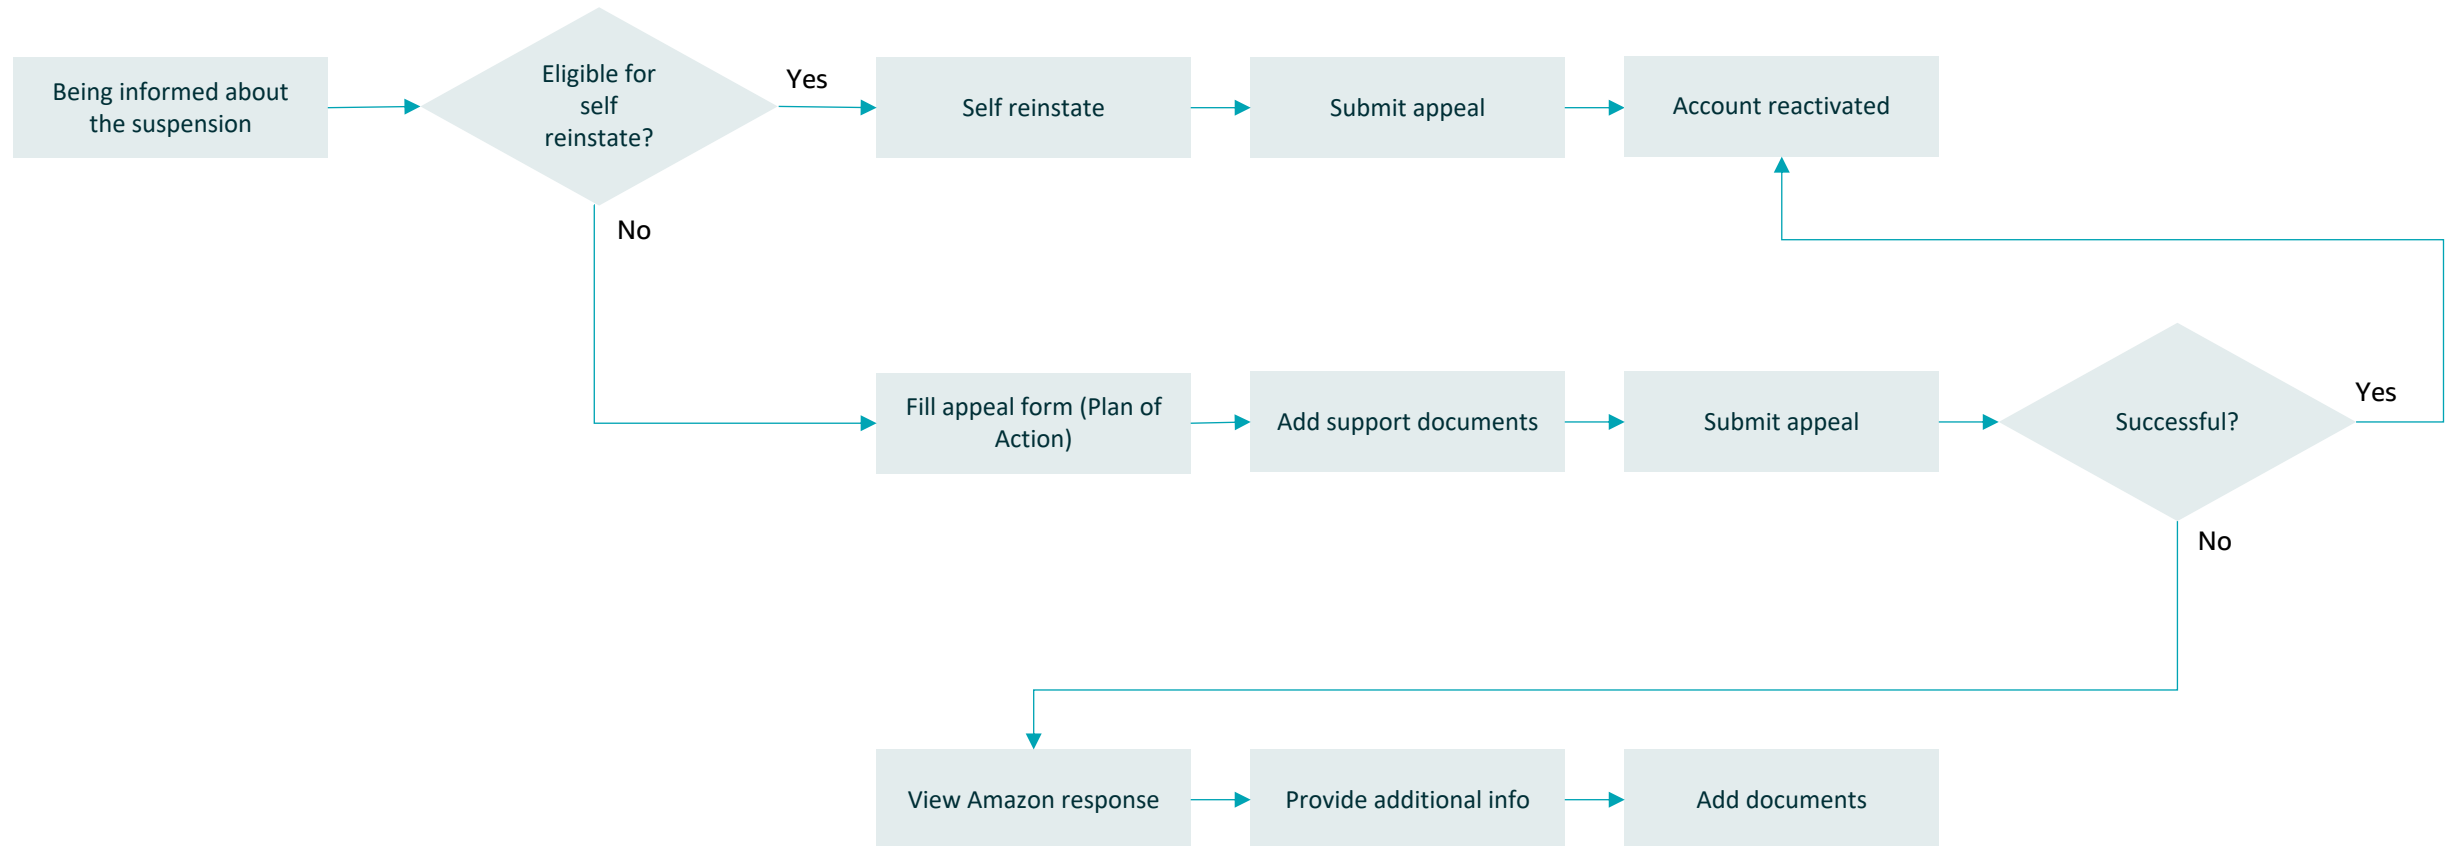 Being informed about
the suspension
Eligible for
self
reinstate?
Yes
Self reinstate
Submit appeal
Account reactivated
No
Fill appeal form (Plan of
Action)
Add support documents
Submit appeal
Successful?
Yes
No
View Amazon response
Provide additional info
Add documents